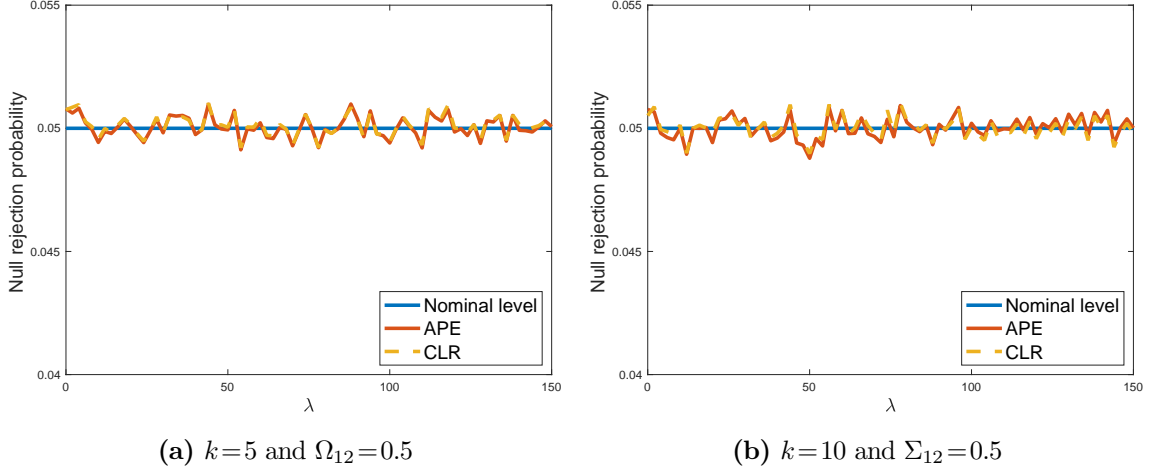 0.055
0.05
0.045
0.04
Null rejection probability
0
50
100
150
λ
Nominal level
APE
CLR
(a) k=5 and Ω12=0.5
0.055
0.05
0.045
0.04
Null rejection probability
0
50
100
150
λ
Nominal level
APE
CLR
(b) k=10 and Σ12=0.5